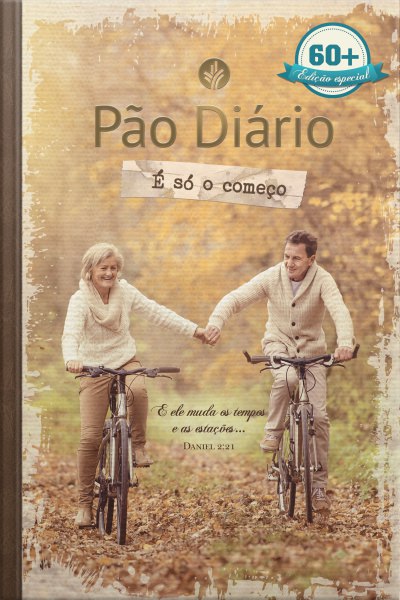 60+
Edição especial
Pão Diário
É só o começo
E ele muda os tempos
e as estações...
Daniel 2:21